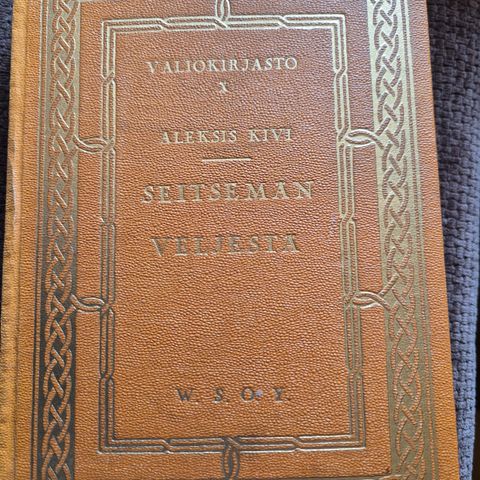 VALIOKIRJASTO
X
ALEKSIS KIVI
SEITSEMÄN
VELJESTÄ
W. S. O. Y.